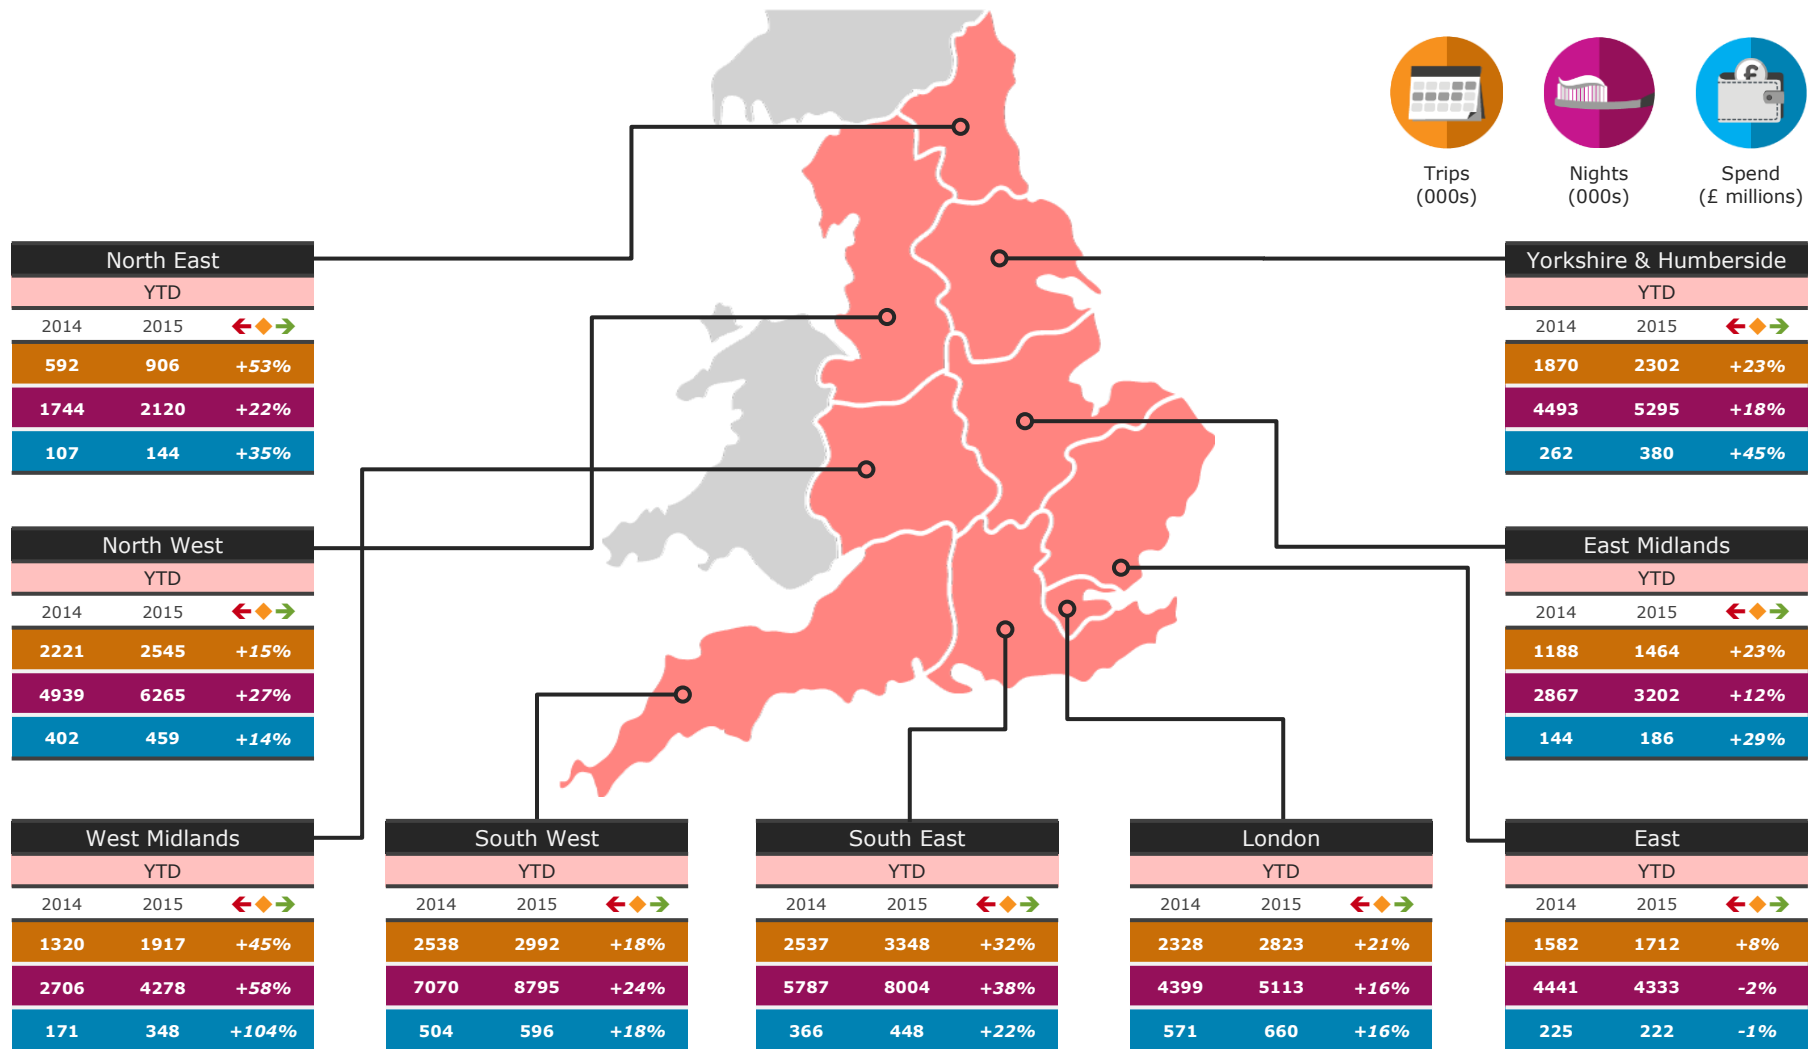 £
Trips
(000s)
Nights
(000s)
Spend
(£ millions)
North East
YTD
2014 2015
592 906 +53%
1744 2120 +22%
107 144 +35%
Yorkshire & Humberside
YTD
2014 2015
1870 2302 +23%
4493 5295 +18%
262 380 +45%
North West
YTD
2014 2015
2221 2545 +15%
4939 6265 +27%
402 459 +14%
East Midlands
YTD
2014 2015
1188 1464 +23%
2867 3202 +12%
144 186 +29%
West Midlands
YTD
2014 2015
1320 1917 +45%
2706 4278 +58%
171 348 +104%
South West
YTD
2014 2015
2538 2992 +18%
7070 8795 +24%
504 596 +18%
South East
YTD
2014 2015
2537 3348 +32%
5787 8004 +38%
366 448 +22%
London
YTD
2014 2015
2328 2823 +21%
4399 5113 +16%
571 660 +16%
East
YTD
2014 2015
1582 1712 +8%
4441 4333 -2%
225 222 -1%